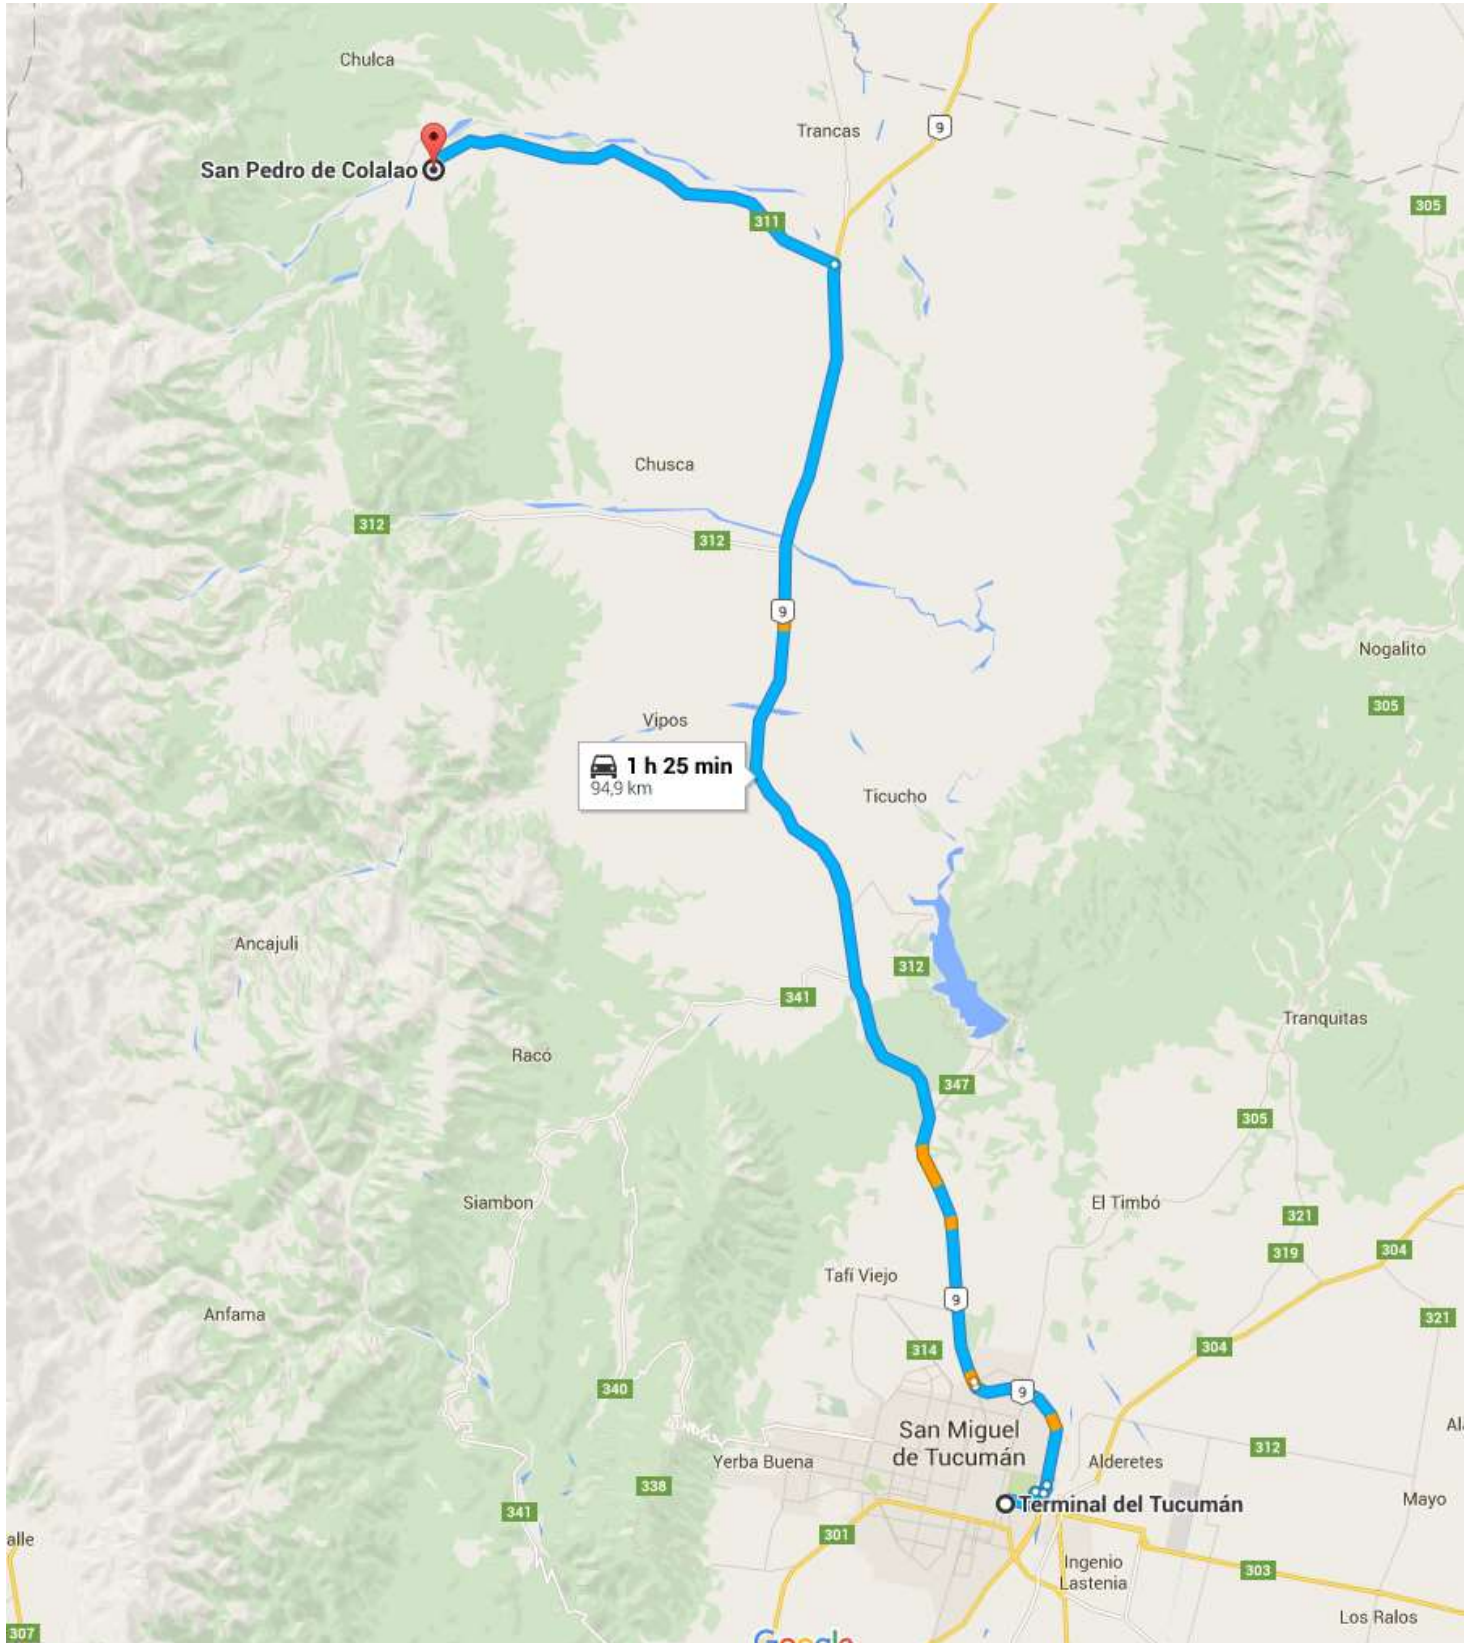 Chulca
Trancas
9
San Pedro de Colalao
305
311
Chusca
312
312
9
Nogalito
305
Vipos
1 h 25 min
94,9 km
Ticucho
Ancajuli
312
341
Tranquitas
Racó
347
305
Siambon
El Timbó
321
319
304
Tafí Viejo
9
Anfama
321
314
304
340
9
San Miguel
de Tucumán
312
Yerba Buena
Alderetes
338
Mayo
Terminal del Tucumán
341
301
alle
Ingenio
Lastenia
303
Los Ralos
307
Google